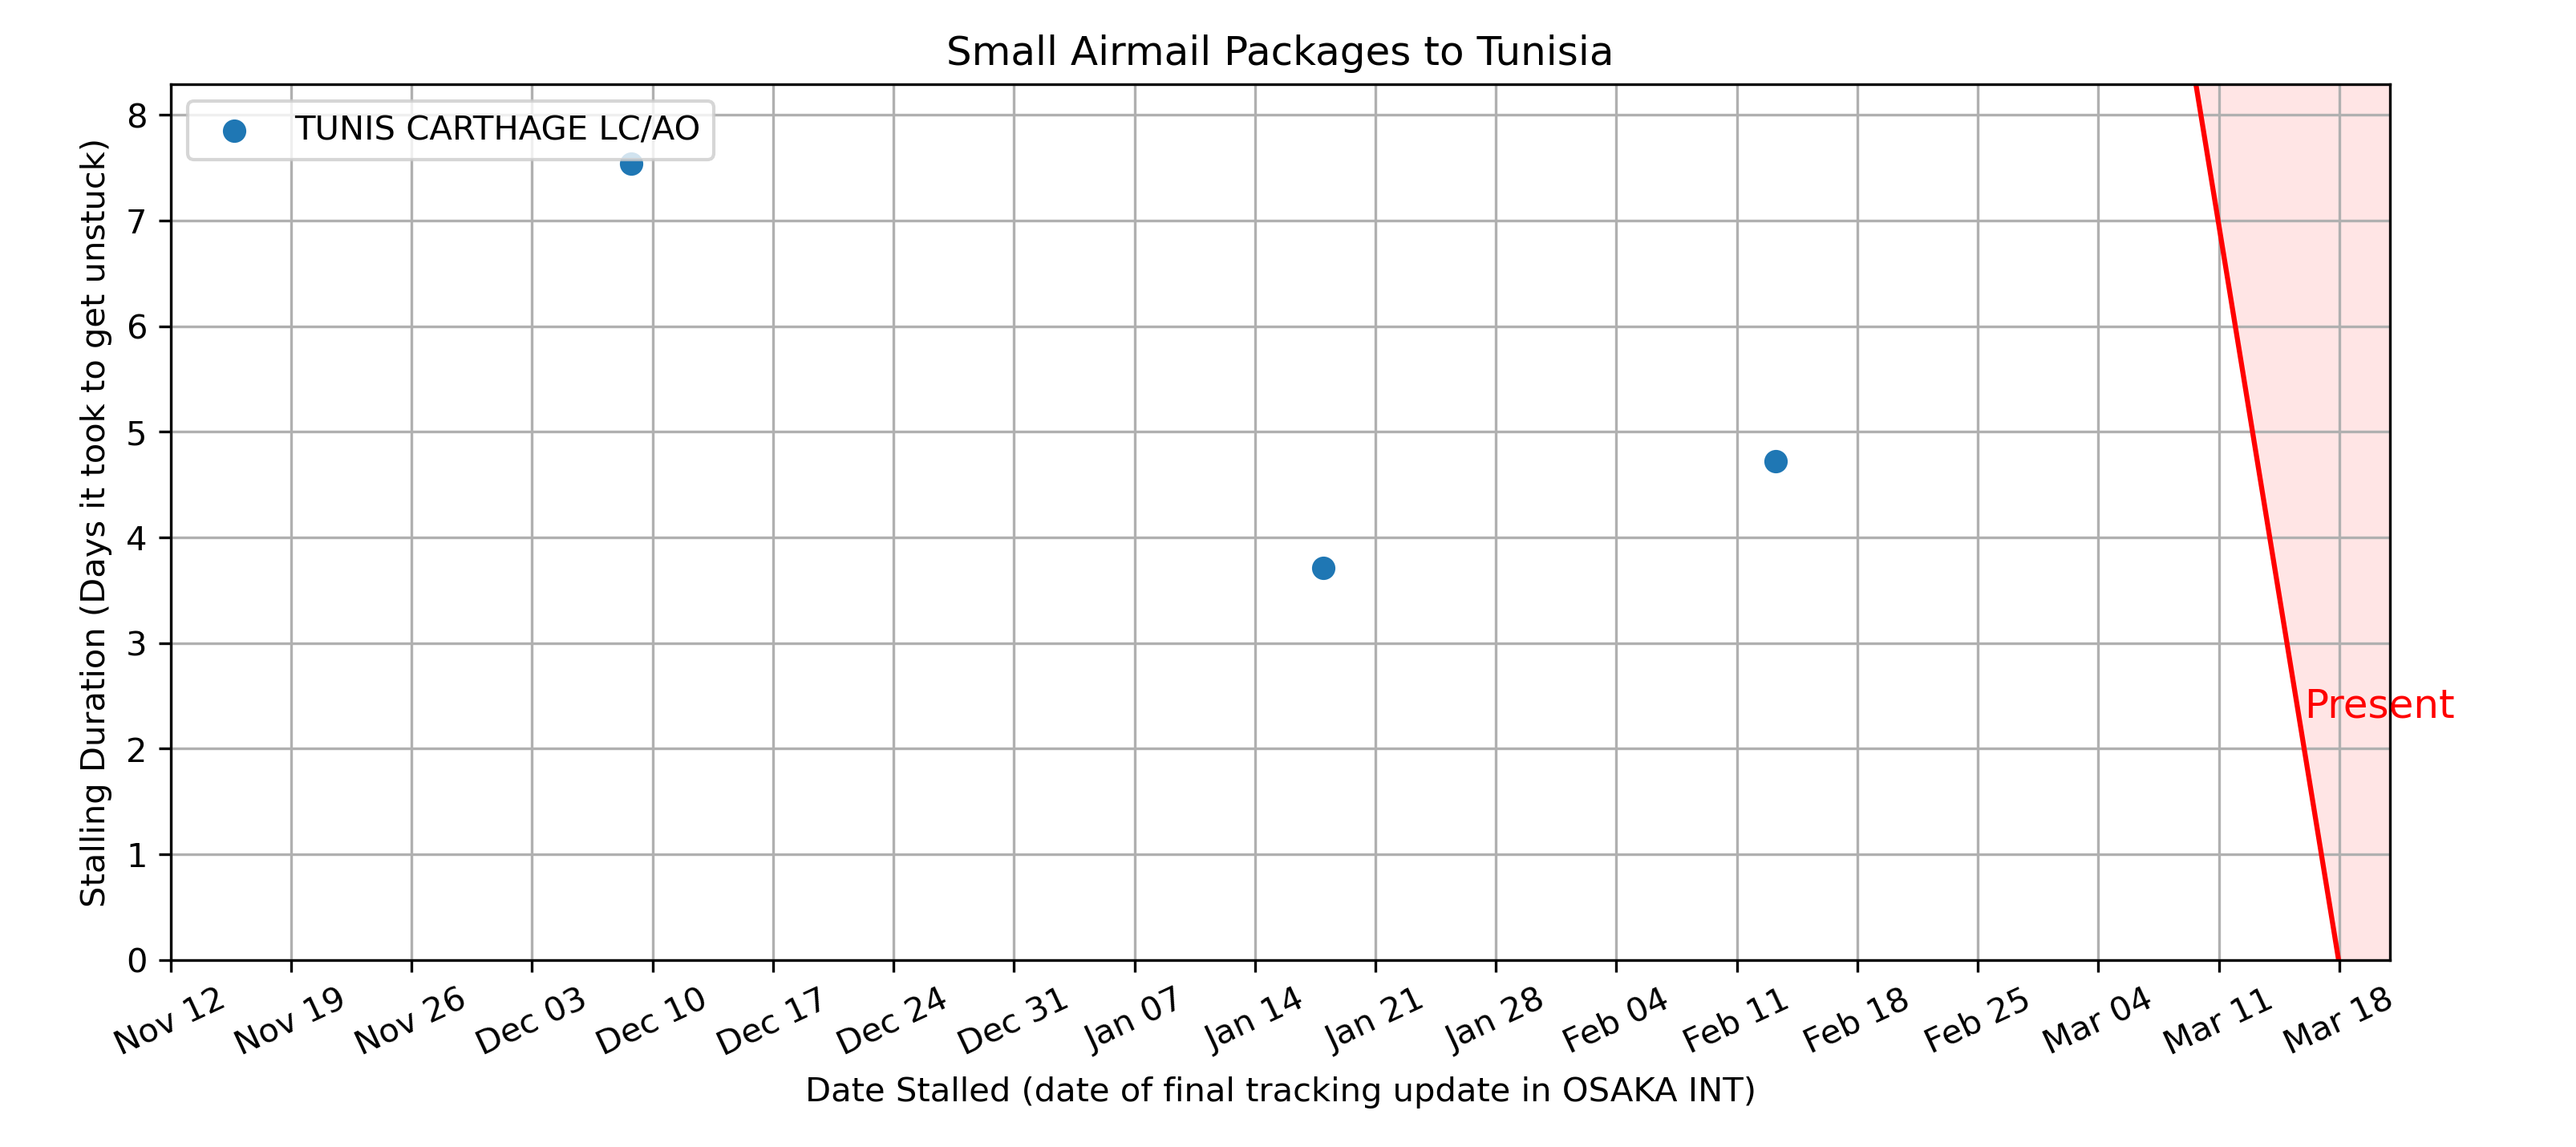 Small Airmail Packages to Tunisia
TUNIS CARTHAGE LC/AO
Stalling Duration (Days it took to get unstuck)
8
7
6
5
4
3
2
1
0
Present
Nov 12
Nov 19
Nov 26
Dec 03
Dec 10
Dec 17
Dec 24
Dec 31
Jan 07
Jan 14
Jan 21
Jan 28
Feb 04
Feb 11
Feb 18
Feb 25
Mar 04
Mar 11
Mar 18
Date Stalled (date of final tracking update in OSAKA INT)